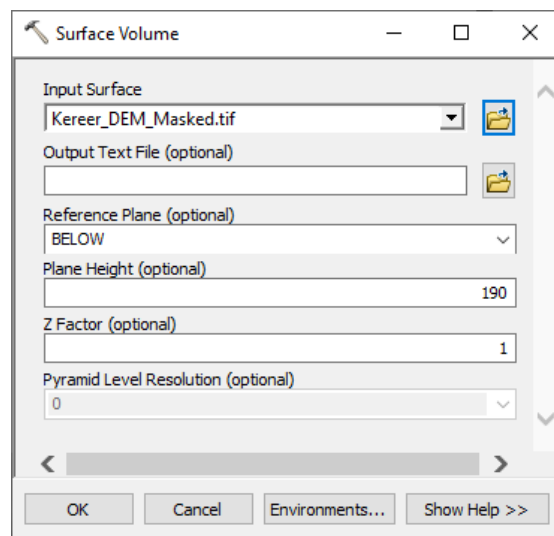 Surface Volume
Input Surface
Kereer_DEM_Masked.tif
Output Text File (optional)
Reference Plane (optional)
BELOW
Plane Height (optional)
190
Z Factor (optional)
1
Pyramid Level Resolution (optional)
0
OK Cancel Environments... Show Help >>